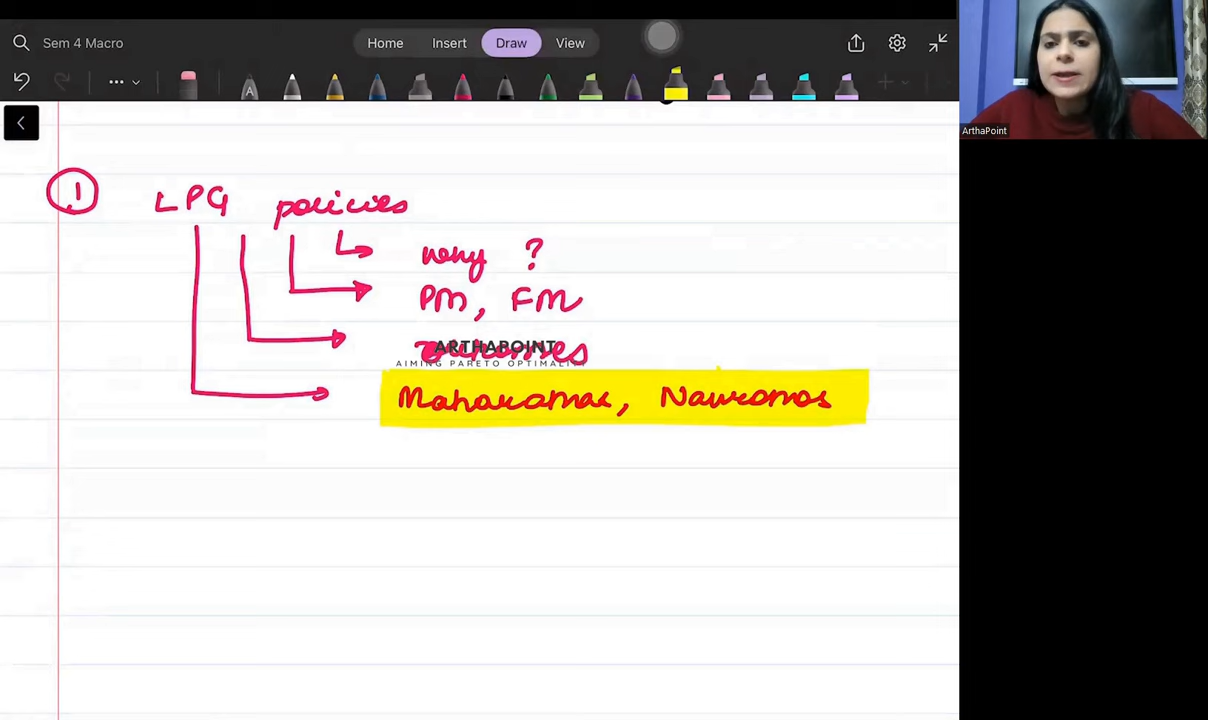 Sem 4 Macro
Home Insert Draw View
A
ArthaPoint
1 LPG policies
why ?
PM, FM
outcomes
ARTHAPOINT
AIMING PARETO OPTIMALITY
Maharatnas, Navratnas